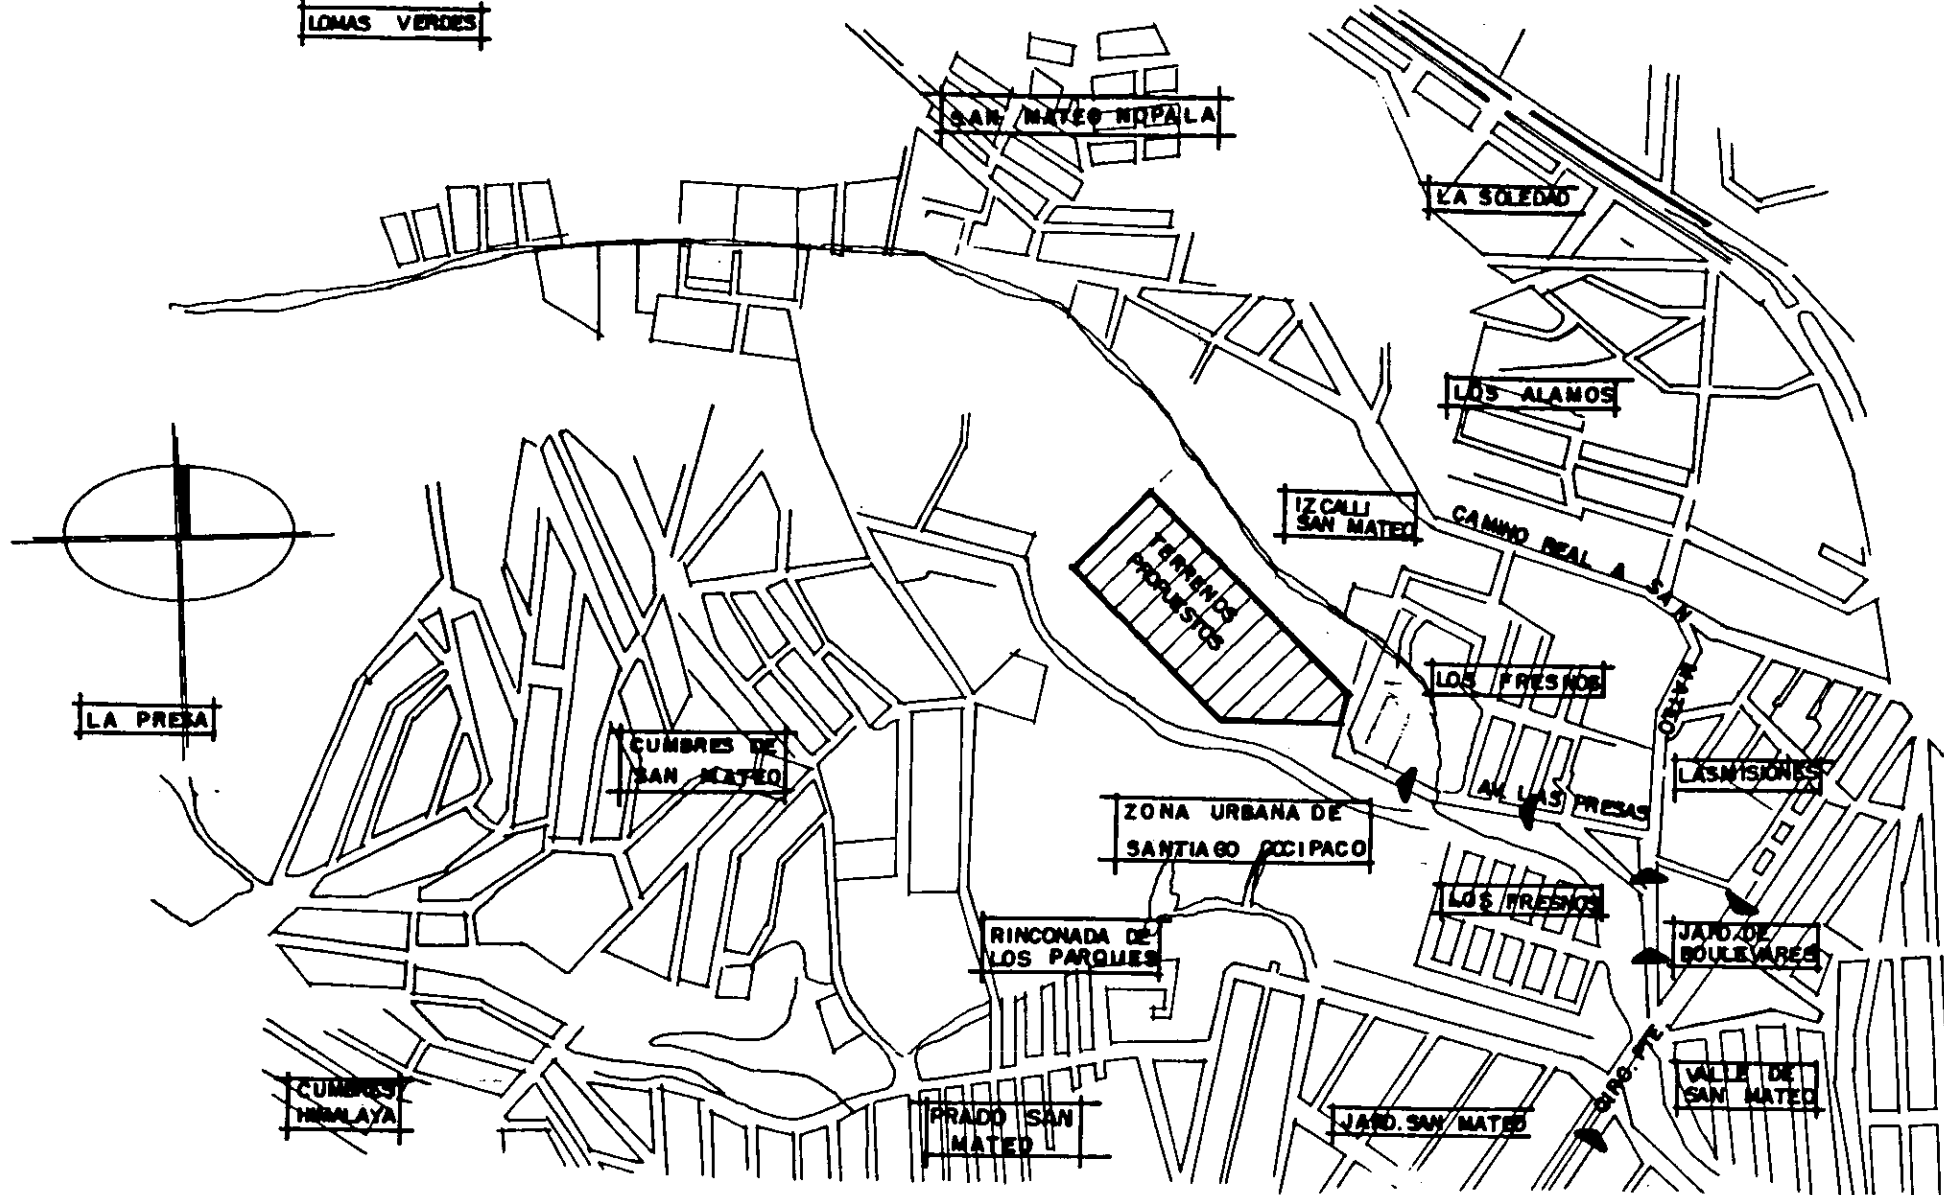 LOMAS VERDES
SAN MATEO NOPALA
LA SOLEDAD
LOS ALAMOS
IZCALLI
SAN MATEO
CAMINO REAL A SAN MATEO
TERRENOS
PROPUESTOS
LOS FRESNOS
LA PRESA
CUMBRES DE
SAN MATEO
LAS MISIONES
AV. LAS PRESAS
ZONA URBANA DE
SANTIAGO OCCIPACO
LOS FRESNOS
RINCONADA DE
LOS PARQUES
JARD. DE
BOULEVARES
CIRC. PTE.
CUMBRES
HIMALAYA
PRADO SAN
MATEO
JARD. SAN MATEO
VALLE DE
SAN MATEO